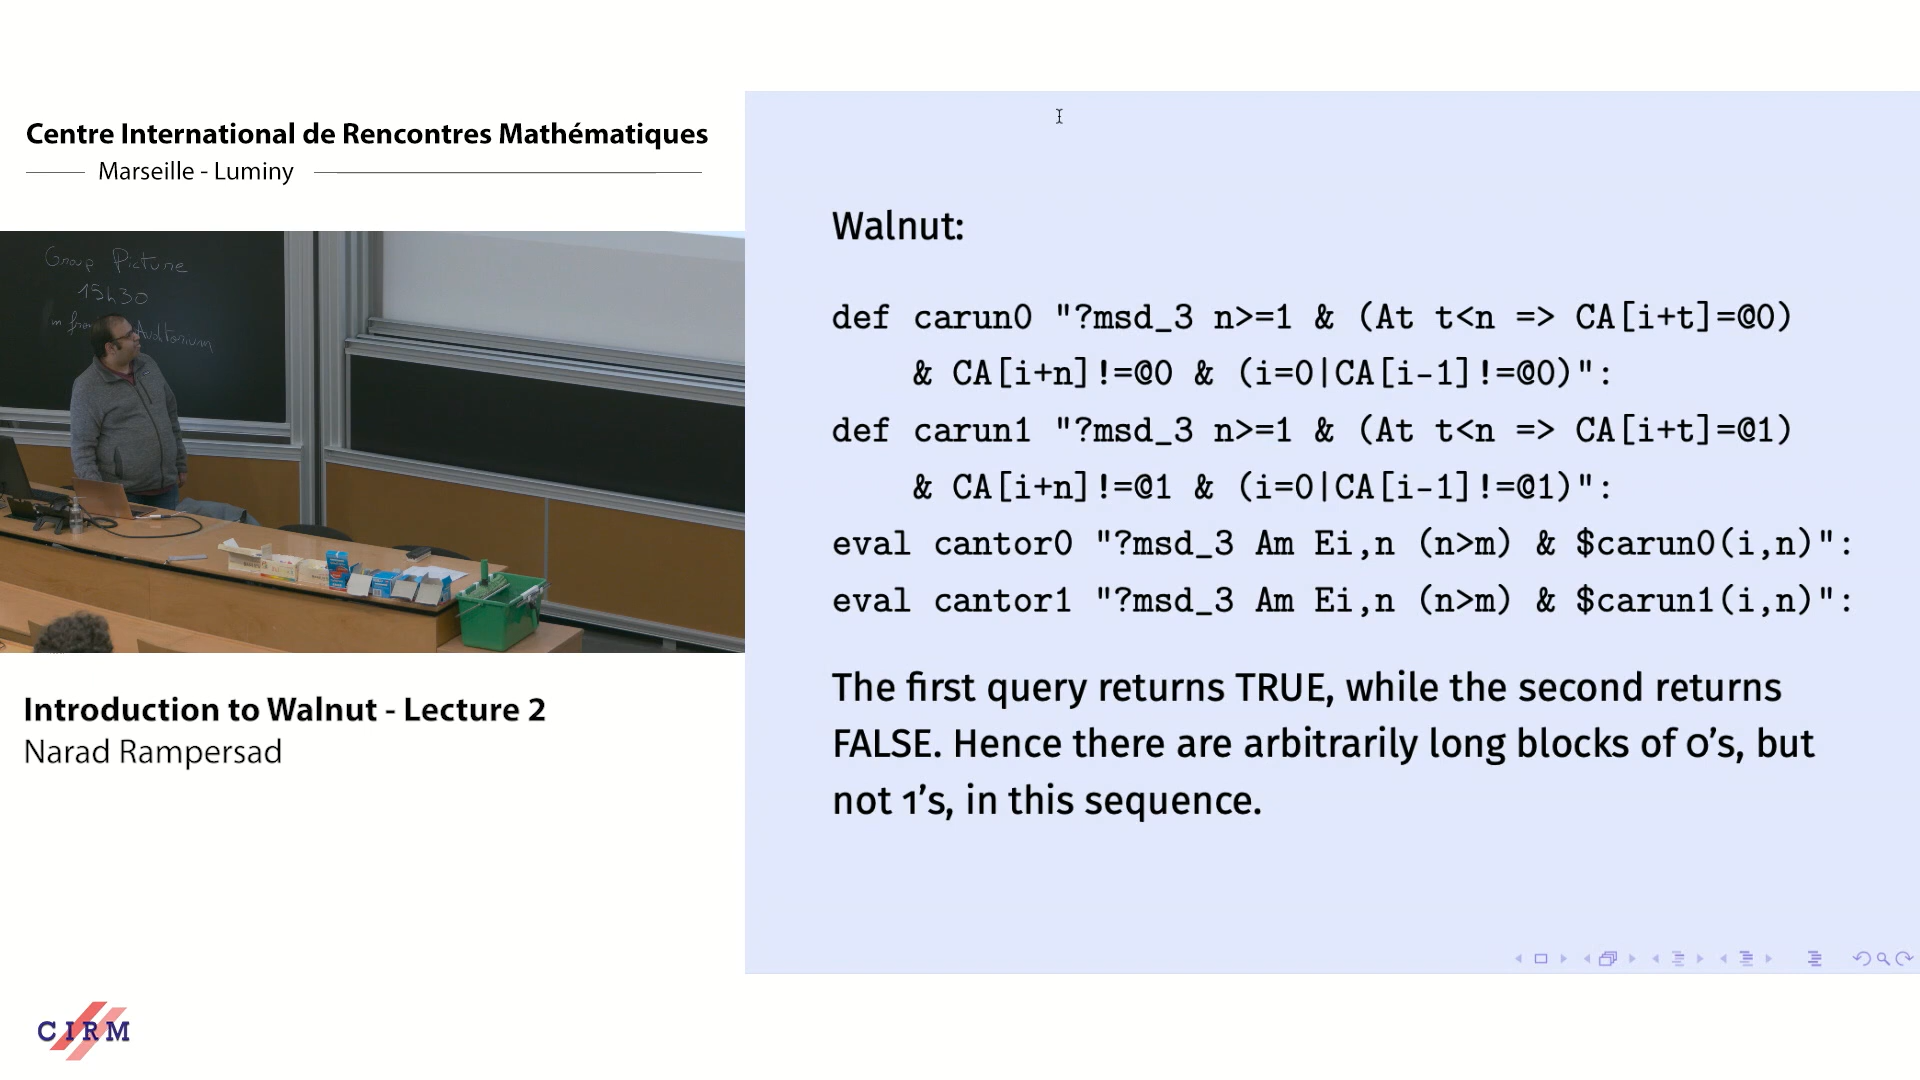 Centre International de Rencontres Mathématiques
Marseille - Luminy
Group Picture
15h30
Auditorium
Introduction to Walnut - Lecture 2
Narad Rampersad
CIRM
Walnut:
def carun0 "?msd_3 n>=1 & (At t<n => CA[i+t]=@0)
& CA[i+n]!=@0 & (i=0|CA[i-1]!=@0)":
def carun1 "?msd_3 n>=1 & (At t<n => CA[i+t]=@1)
& CA[i+n]!=@1 & (i=0|CA[i-1]!=@1)":
eval cantor0 "?msd_3 Am Ei,n (n>m) & $carun0(i,n)":
eval cantor1 "?msd_3 Am Ei,n (n>m) & $carun1(i,n)":
The first query returns TRUE, while the second returns
FALSE. Hence there are arbitrarily long blocks of 0's, but
not 1's, in this sequence.